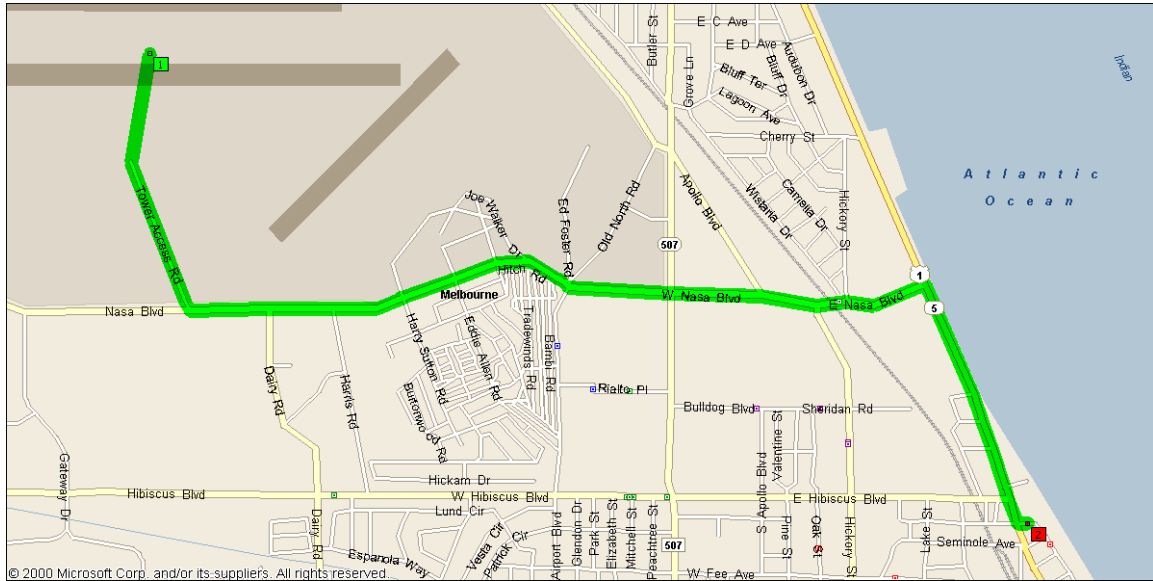 E C Ave
E D Ave
Butler St
Grove Ln
Bluff Ter
Bluff Dr
Audubon Dr
Lagoon Ave
Cherry St
Indian
1
Atlantic
Ocean
Tower Access Rd
Joe Walker Dr
Ed Foster Rd
Old North Rd
Apollo Blvd
Wistaria Dr
Camellia Dr
Hickory St
507
1
5
Hitch Rd
Melbourne
Nasa Blvd
W Nasa Blvd
E Nasa Blvd
Harry Sutton Rd
Eddie Allen Rd
Tradewinds Rd
Bambi Rd
Dairy Rd
Harris Rd
Buttonwood Rd
Rialto Pl
Bulldog Blvd
Sheridan Rd
Valentine St
S Apollo Blvd
Gateway Dr
Hickam Dr
Hibiscus Blvd
W Hibiscus Blvd
E Hibiscus Blvd
Lund Cir
Vesta Cir
Patrick Cir
Airport Blvd
Glendon Dr
Park St
Elizabeth St
Mitchell St
Peachtree St
507
Pine St
Oak St
Hickory St
Lake St
2
Seminole Ave
Dairy Rd
Espanola Way
W Fee Ave
© 2000 Microsoft Corp. and/or its suppliers. All rights reserved.